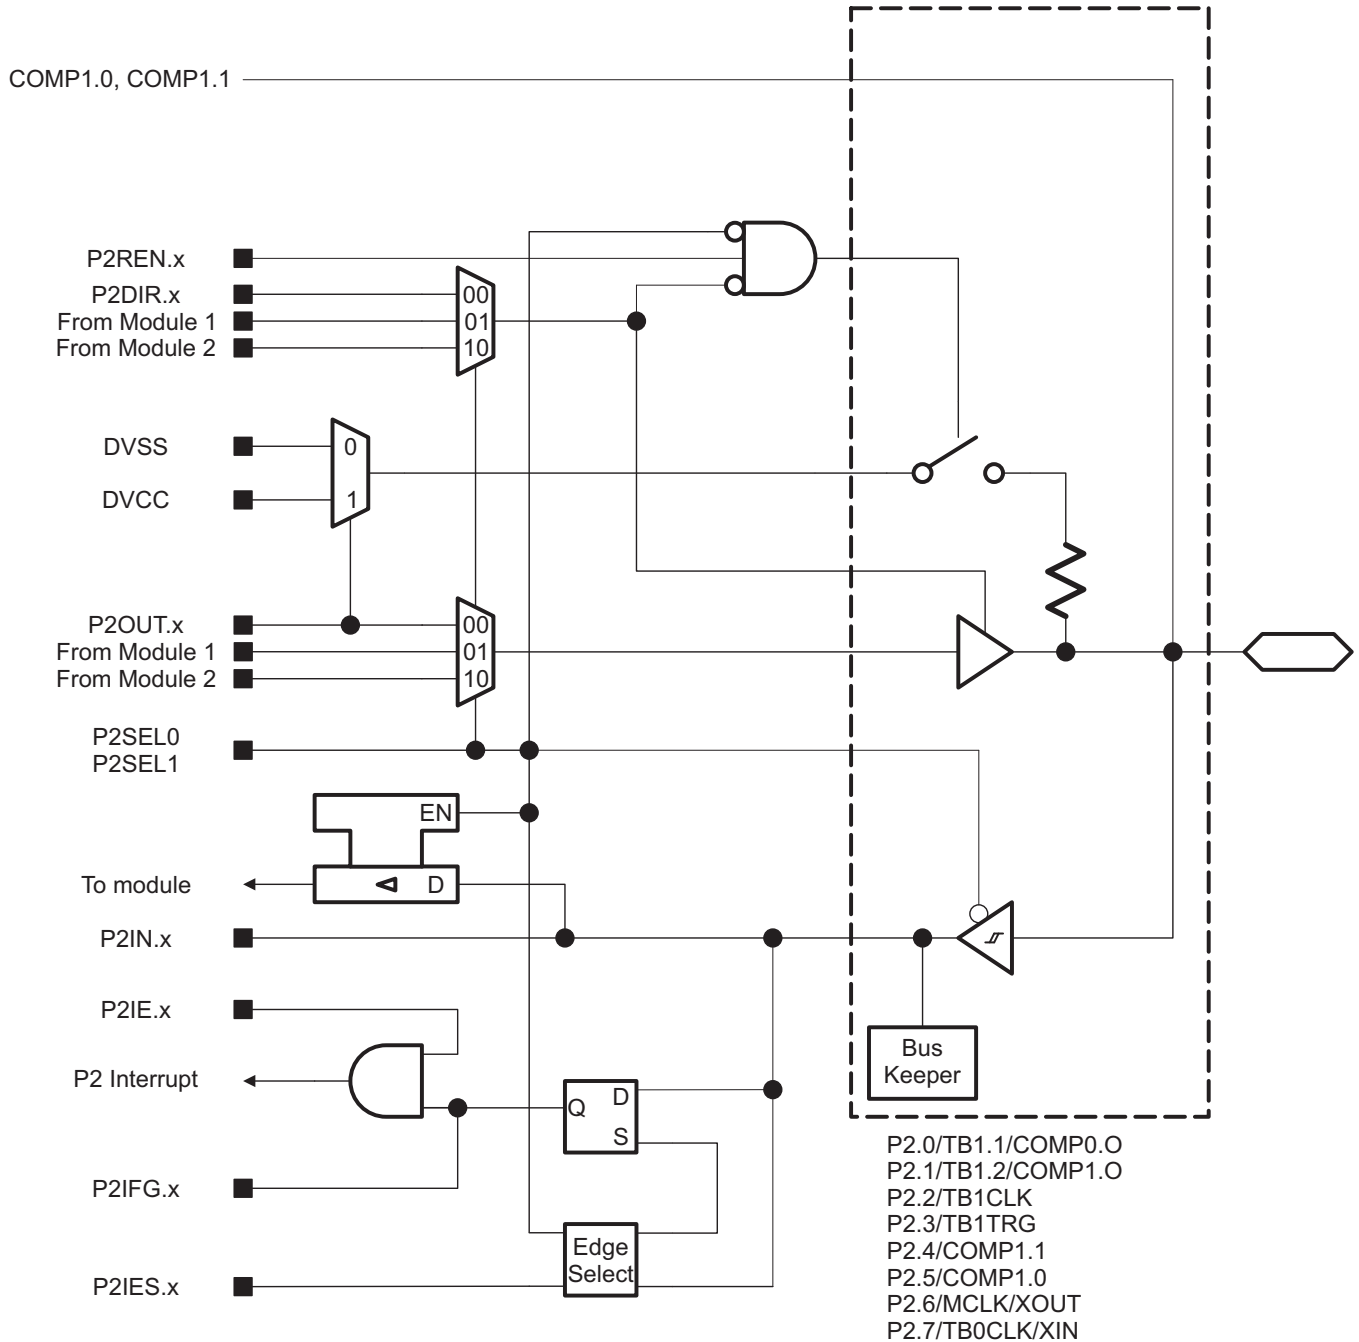 COMP1.0, COMP1.1
P2REN.x
P2DIR.x
From Module 1
From Module 2
00
01
10
DVSS
DVCC
0
1
P2OUT.x
From Module 1
From Module 2
00
01
10
P2SEL0
P2SEL1
EN
To module
D
P2IN.x
P2IE.x
Bus
Keeper
P2 Interrupt
Q
D
S
P2IFG.x
Edge
Select
P2IES.x
P2.0/TB1.1/COMP0.O
P2.1/TB1.2/COMP1.O
P2.2/TB1CLK
P2.3/TB1TRG
P2.4/COMP1.1
P2.5/COMP1.0
P2.6/MCLK/XOUT
P2.7/TB0CLK/XIN